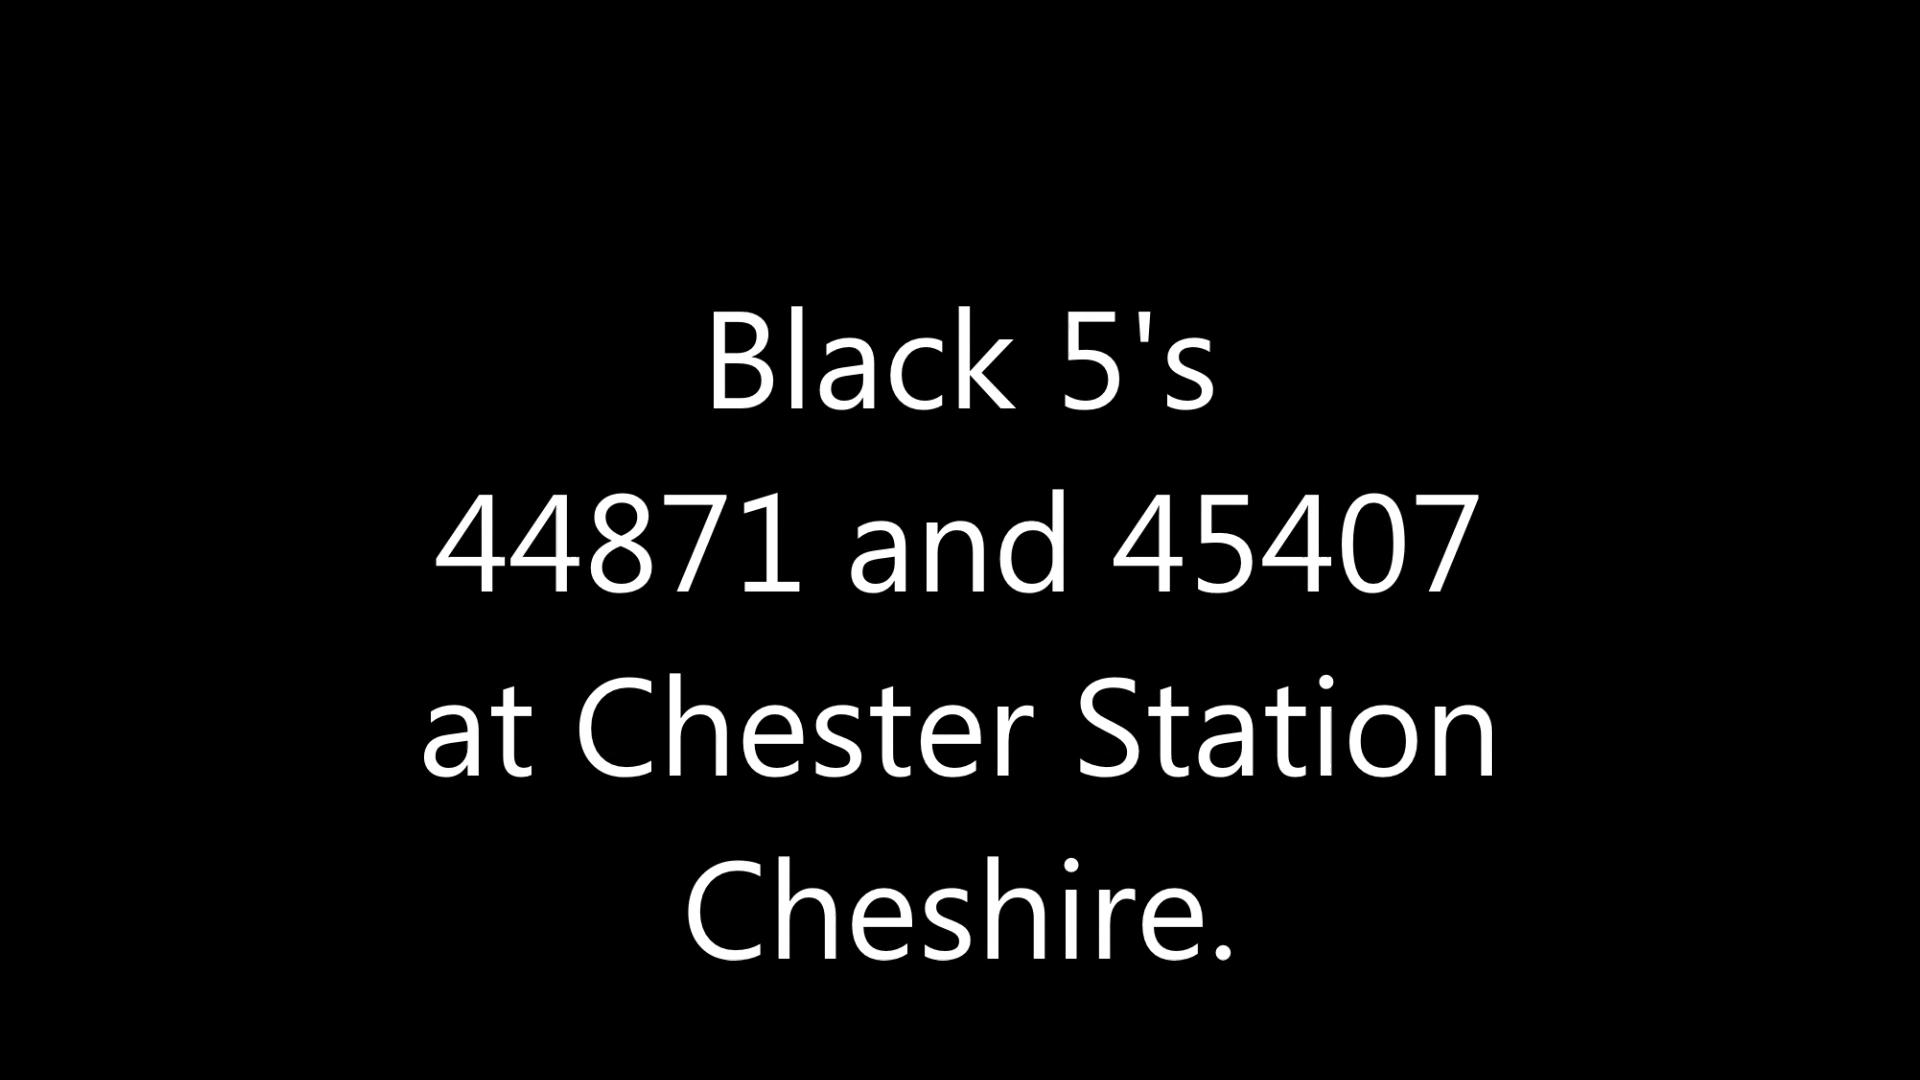 Black 5's
44871 and 45407
at Chester Station
Cheshire.